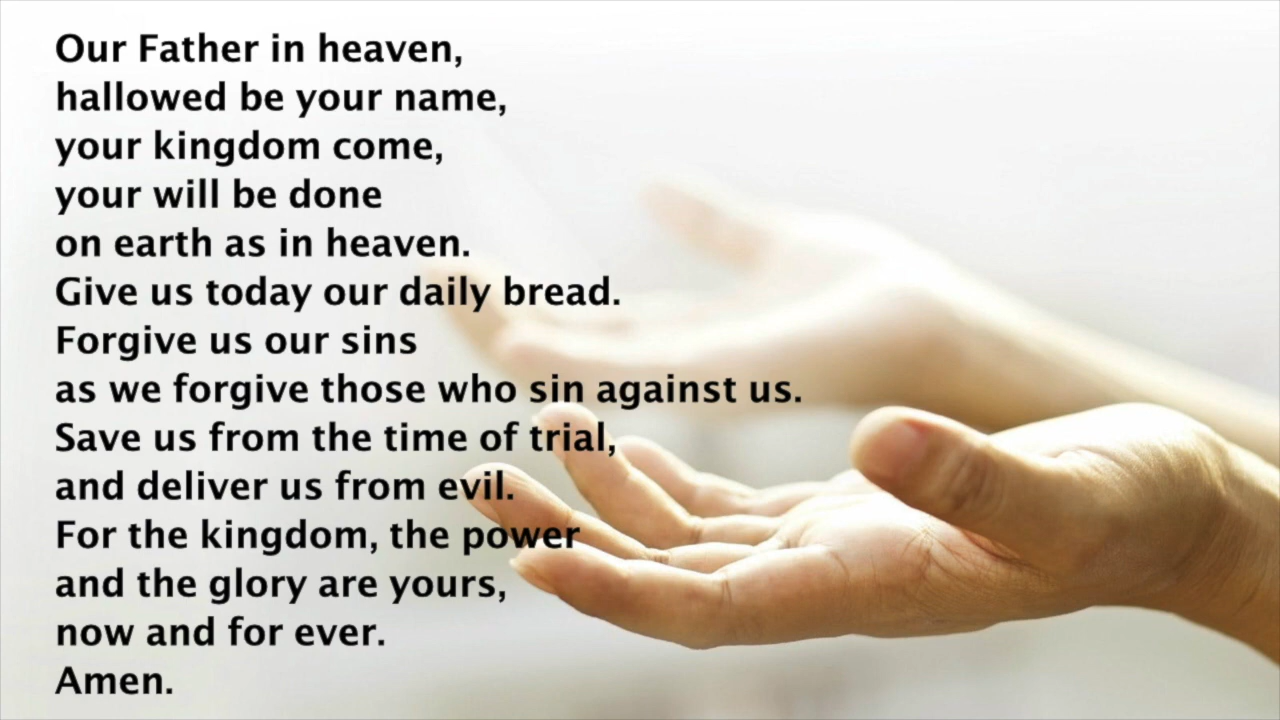 Our Father in heaven,
hallowed be your name,
your kingdom come,
your will be done
on earth as in heaven.
Give us today our daily bread.
Forgive us our sins
as we forgive those who sin against us.
Save us from the time of trial,
and deliver us from evil.
For the kingdom, the power
and the glory are yours,
now and for ever.
Amen.